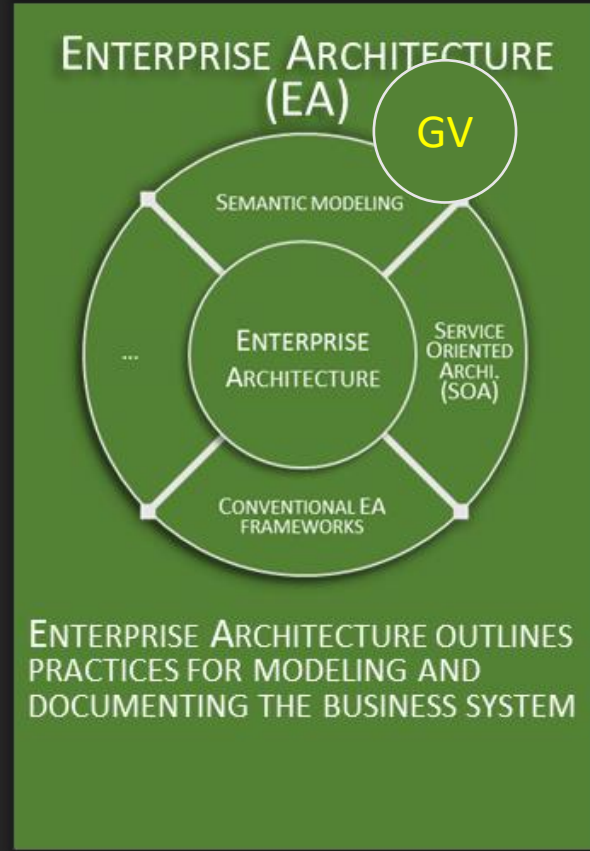 ENTERPRISE ARCHITECTURE
(EA)
GV
SEMANTIC MODELING
...
ENTERPRISE
ARCHITECTURE
SERVICE
ORIENTED
ARCHI.
(SOA)
CONVENTIONAL EA
FRAMEWORKS
ENTERPRISE ARCHITECTURE OUTLINES
PRACTICES FOR MODELING AND
DOCUMENTING THE BUSINESS SYSTEM